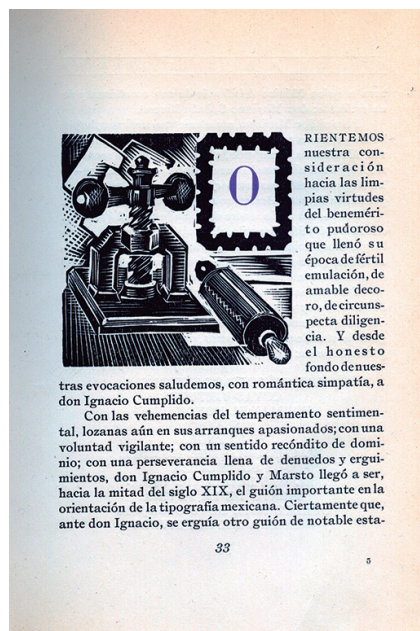 O
RIENTEMOS
nuestra con-
sideración
hacia las lim-
pias virtudes
del beneméri-
to pudoroso
que llenó su
época de fértil
emulación, de
amable deco-
ro, de circuns-
pecta diligen-
cia. Y desde
el honesto
fondo de nues-
tras evocaciones saludemos, con romántica simpatía, a
don Ignacio Cumplido.
Con las vehemencias del temperamento sentimen-
tal, lozanas aún en sus arranques apasionados; con una
voluntad vigilante; con un sentido recóndito de domi-
nio; con una perseverancia llena de denuedos y ergui-
mientos, don Ignacio Cumplido y Marsto llegó a ser,
hacia la mitad del siglo XIX, el guión importante en la
orientación de la tipografía mexicana. Ciertamente que,
ante don Ignacio, se erguía otro guión de notable esta-
33
5